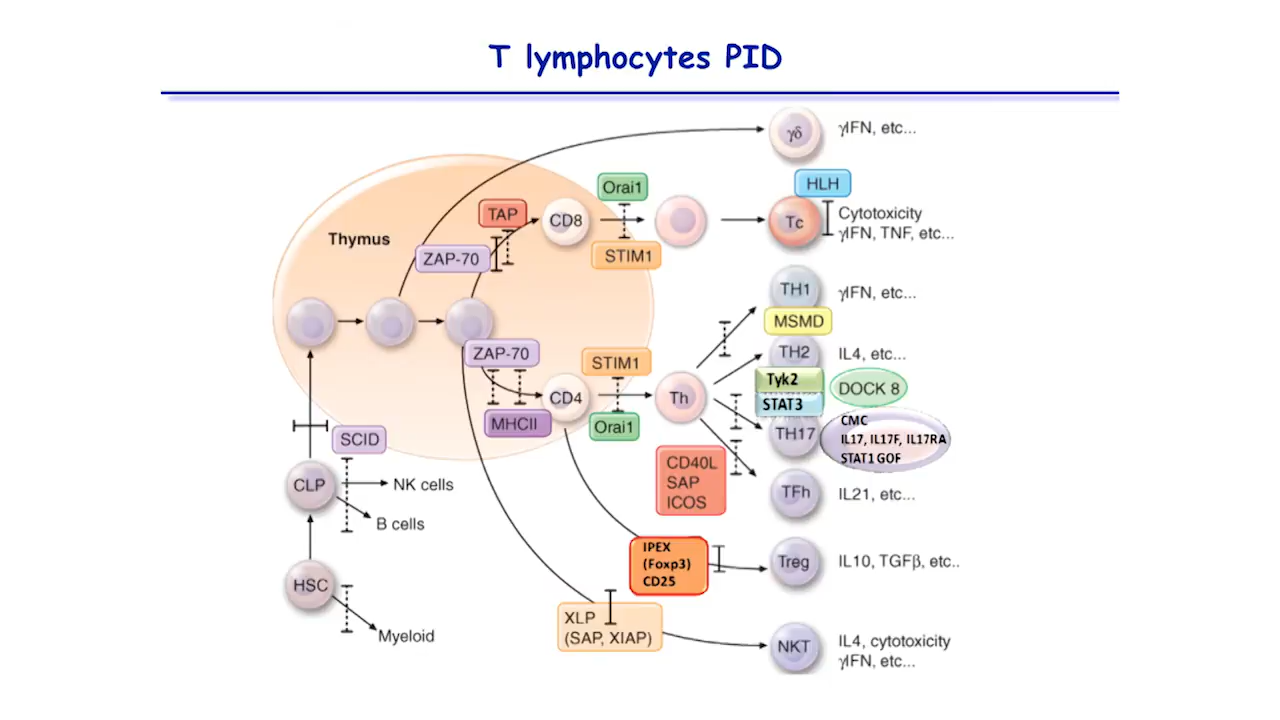 T lymphocytes PID
γδ
γIFN, etc...
HLH
Orai1
TAP
CD8
Tc
Cytotoxicity
γIFN, TNF, etc...
Thymus
ZAP-70
STIM1
TH1
γIFN, etc...
MSMD
ZAP-70
STIM1
TH2
IL4, etc...
Tyk2
DOCK 8
CD4
Th
STAT3
MHCII
Orai1
TH17
CMC
IL17, IL17F, IL17RA
STAT1 GOF
SCID
CD40L
SAP
ICOS
CLP
NK cells
B cells
TFh
IL21, etc...
IPEX
(Foxp3)
CD25
Treg
IL10, TGFβ, etc..
HSC
Myeloid
XLP
(SAP, XIAP)
NKT
IL4, cytotoxicity
γIFN, etc...